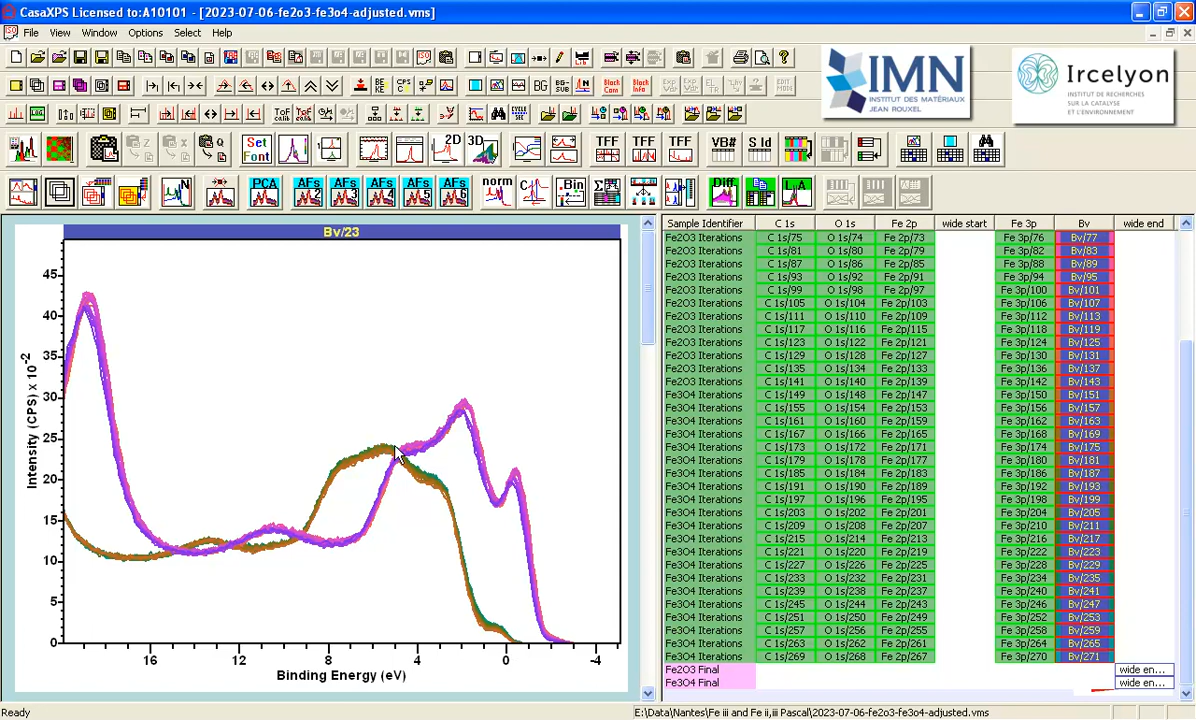 CasaXPS Licensed to:A10101 - [2023-07-06-fe2o3-fe3o4-adjusted.vms]
File View Window Options Select Help
IMN
INSTITUT DES MATÉRIAUX
JEAN ROUXEL
Ircelyon
INSTITUT DE RECHERCHES
SUR LA CATALYSE
ET L'ENVIRONNEMENT
Set Font 2D 3D TFF TFF TFF VB# S Id
PCA AFs 2 AFs 3 AFs 4 AFs 5 AFs 6 norm Bin Diff
Bv/23
Intensity (CPS) x 10⁻²
45
40
35
30
25
20
15
10
5
0
16 12 8 4 0 -4
Binding Energy (eV)
Sample Identifier C 1s O 1s Fe 2p wide start Fe 3p Bv wide end
Fe2O3 Iterations C 1s/75 O 1s/74 Fe 2p/73 Fe 3p/76 Bv/77
Fe2O3 Iterations C 1s/81 O 1s/80 Fe 2p/79 Fe 3p/82 Bv/83
Fe2O3 Iterations C 1s/87 O 1s/86 Fe 2p/85 Fe 3p/88 Bv/89
Fe2O3 Iterations C 1s/93 O 1s/92 Fe 2p/91 Fe 3p/94 Bv/95
Fe2O3 Iterations C 1s/99 O 1s/98 Fe 2p/97 Fe 3p/100 Bv/101
Fe2O3 Iterations C 1s/105 O 1s/104 Fe 2p/103 Fe 3p/106 Bv/107
Fe2O3 Iterations C 1s/111 O 1s/110 Fe 2p/109 Fe 3p/112 Bv/113
Fe2O3 Iterations C 1s/117 O 1s/116 Fe 2p/115 Fe 3p/118 Bv/119
Fe2O3 Iterations C 1s/123 O 1s/122 Fe 2p/121 Fe 3p/124 Bv/125
Fe2O3 Iterations C 1s/129 O 1s/128 Fe 2p/127 Fe 3p/130 Bv/131
Fe2O3 Iterations C 1s/135 O 1s/134 Fe 2p/133 Fe 3p/136 Bv/137
Fe2O3 Iterations C 1s/141 O 1s/140 Fe 2p/139 Fe 3p/142 Bv/143
Fe3O4 Iterations C 1s/149 O 1s/148 Fe 2p/147 Fe 3p/150 Bv/151
Fe3O4 Iterations C 1s/155 O 1s/154 Fe 2p/153 Fe 3p/156 Bv/157
Fe3O4 Iterations C 1s/161 O 1s/160 Fe 2p/159 Fe 3p/162 Bv/163
Fe3O4 Iterations C 1s/167 O 1s/166 Fe 2p/165 Fe 3p/168 Bv/169
Fe3O4 Iterations C 1s/173 O 1s/172 Fe 2p/171 Fe 3p/174 Bv/175
Fe3O4 Iterations C 1s/179 O 1s/178 Fe 2p/177 Fe 3p/180 Bv/181
Fe3O4 Iterations C 1s/185 O 1s/184 Fe 2p/183 Fe 3p/186 Bv/187
Fe3O4 Iterations C 1s/191 O 1s/190 Fe 2p/189 Fe 3p/192 Bv/193
Fe3O4 Iterations C 1s/197 O 1s/196 Fe 2p/195 Fe 3p/198 Bv/199
Fe3O4 Iterations C 1s/203 O 1s/202 Fe 2p/201 Fe 3p/204 Bv/205
Fe3O4 Iterations C 1s/209 O 1s/208 Fe 2p/207 Fe 3p/210 Bv/211
Fe3O4 Iterations C 1s/215 O 1s/214 Fe 2p/213 Fe 3p/216 Bv/217
Fe3O4 Iterations C 1s/221 O 1s/220 Fe 2p/219 Fe 3p/222 Bv/223
Fe3O4 Iterations C 1s/227 O 1s/226 Fe 2p/225 Fe 3p/228 Bv/229
Fe3O4 Iterations C 1s/233 O 1s/232 Fe 2p/231 Fe 3p/234 Bv/235
Fe3O4 Iterations C 1s/239 O 1s/238 Fe 2p/237 Fe 3p/240 Bv/241
Fe3O4 Iterations C 1s/245 O 1s/244 Fe 2p/243 Fe 3p/246 Bv/247
Fe3O4 Iterations C 1s/251 O 1s/250 Fe 2p/249 Fe 3p/252 Bv/253
Fe3O4 Iterations C 1s/257 O 1s/256 Fe 2p/255 Fe 3p/258 Bv/259
Fe3O4 Iterations C 1s/263 O 1s/262 Fe 2p/261 Fe 3p/264 Bv/265
Fe3O4 Iterations C 1s/269 O 1s/268 Fe 2p/267 Fe 3p/270 Bv/271
Fe2O3 Final wide en...
Fe3O4 Final wide en...
Ready E:\Data\Nantes\Fe iii and Fe ii,iii Pascal\2023-07-06-fe2o3-fe3o4-adjusted.vms